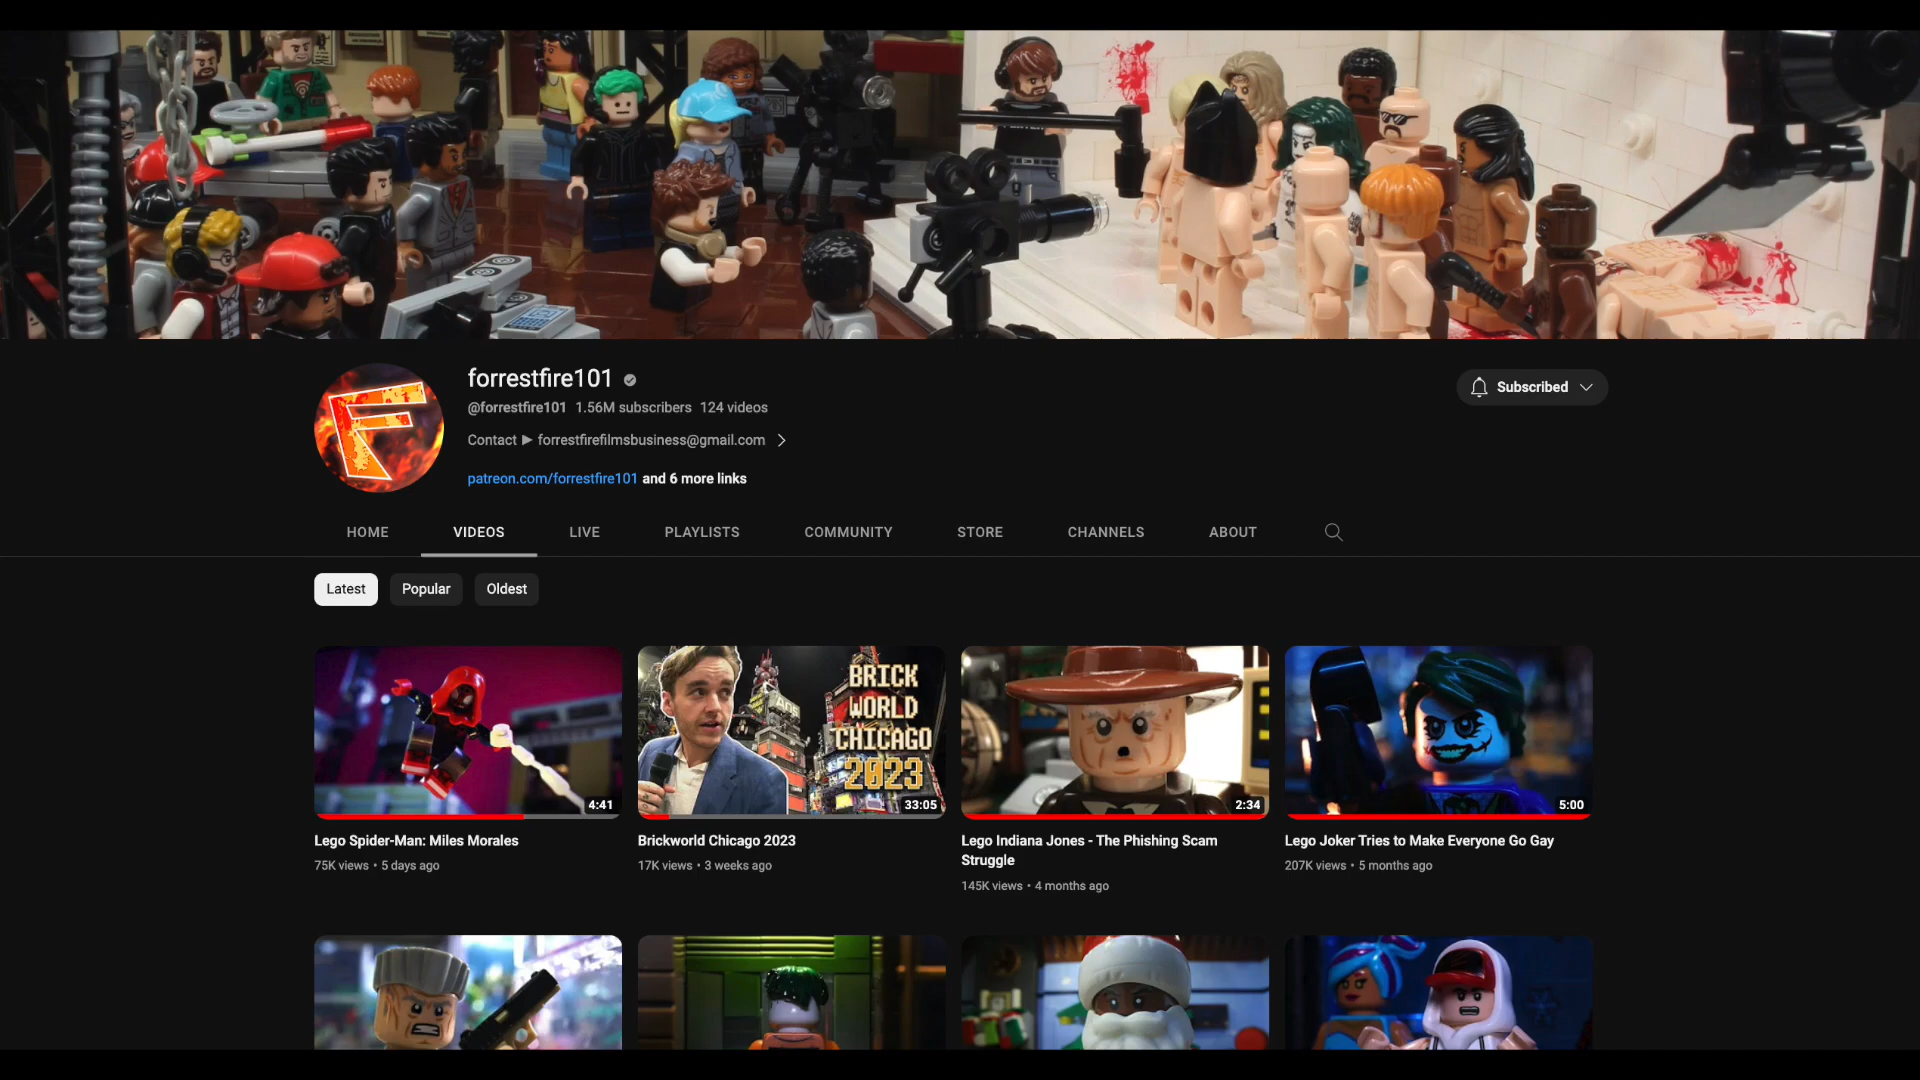 forrestfire101
@forrestfire101 1.56M subscribers 124 videos
Contact ► forrestfirefilmsbusiness@gmail.com
patreon.com/forrestfire101 and 6 more links
Subscribed
HOME VIDEOS LIVE PLAYLISTS COMMUNITY STORE CHANNELS ABOUT
Latest Popular Oldest
4:41
BRICK
WORLD
CHICAGO
2023
33:05
2:34
5:00
Lego Spider-Man: Miles Morales
75K views • 5 days ago
Brickworld Chicago 2023
17K views • 3 weeks ago
Lego Indiana Jones - The Phishing Scam
Struggle
145K views • 4 months ago
Lego Joker Tries to Make Everyone Go Gay
207K views • 5 months ago